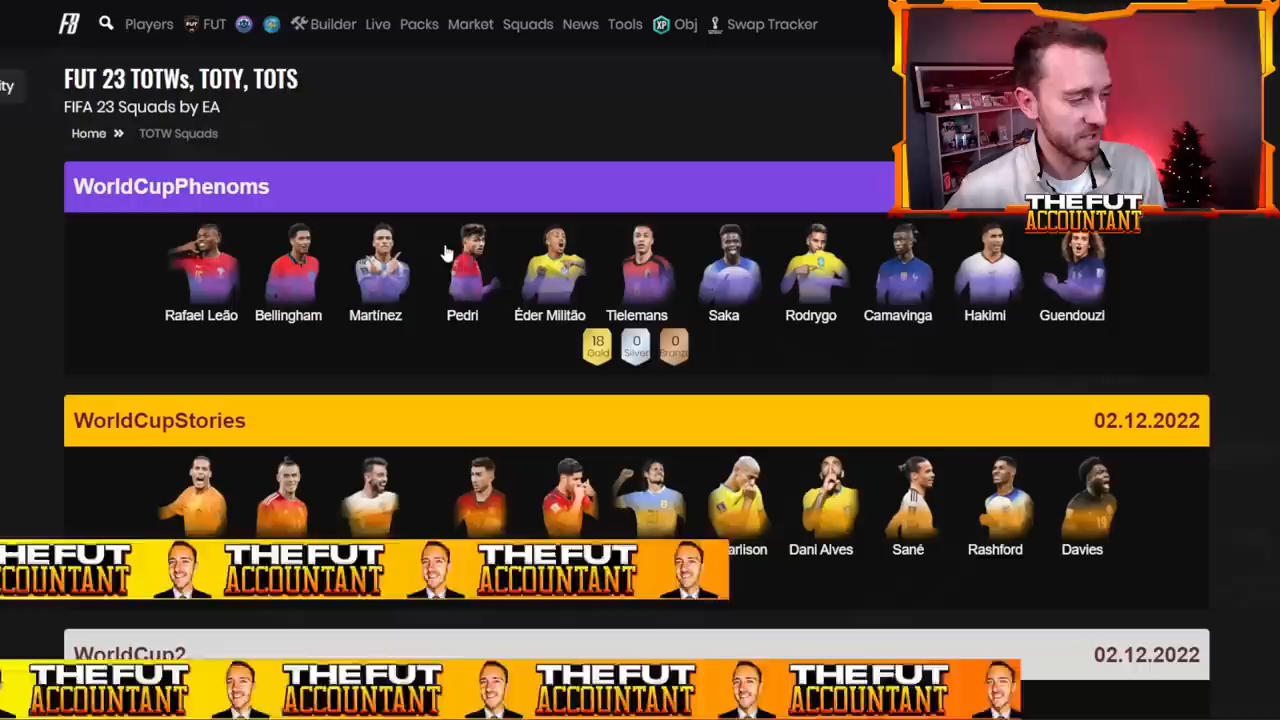 FB Players FUT Builder Live Packs Market Squads News Tools XP Obj Swap Tracker
ity
FUT 23 TOTWs, TOTY, TOTS
FIFA 23 Squads by EA
Home » TOTW Squads
THE FUT
ACCOUNTANT
WorldCupPhenoms
Rafael Leão Bellingham Martínez Pedri Éder Militão Tielemans Saka Rodrygo Camavinga Hakimi Guendouzi
18 0 0
Gold Silver Bronze
WorldCupStories 02.12.2022
arlison Dani Alves Sané Rashford Davies
THE FUT THE FUT THE FUT
ACCOUNTANT ACCOUNTANT ACCOUNTANT
WorldCup2 02.12.2022
THE FUT THE FUT THE FUT THE FUT
ACCOUNTANT ACCOUNTANT ACCOUNTANT ACCOUNTANT